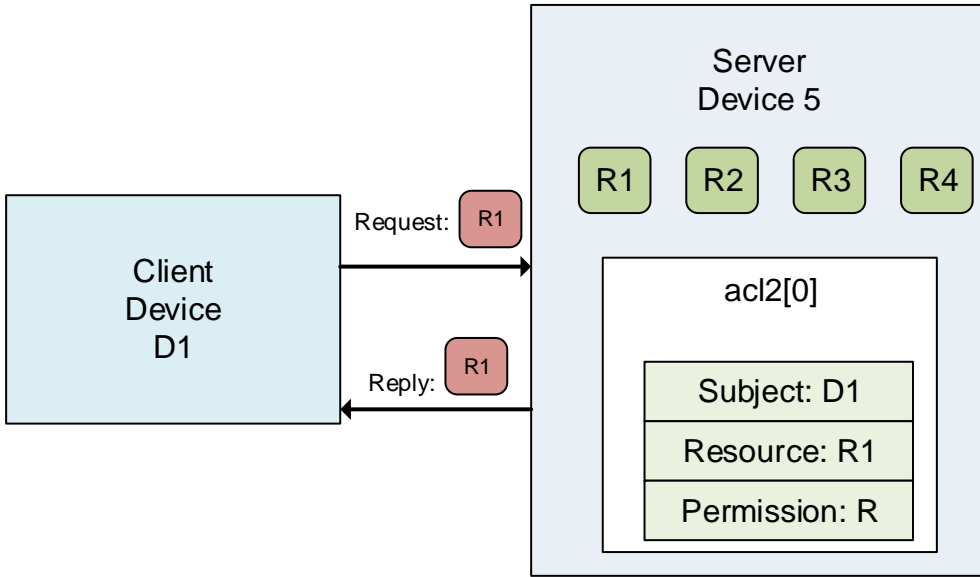 Server
Device 5
R1 R2 R3 R4
Request: R1
Client
Device
D1
Reply: R1
acl2[0]
Subject: D1
Resource: R1
Permission: R